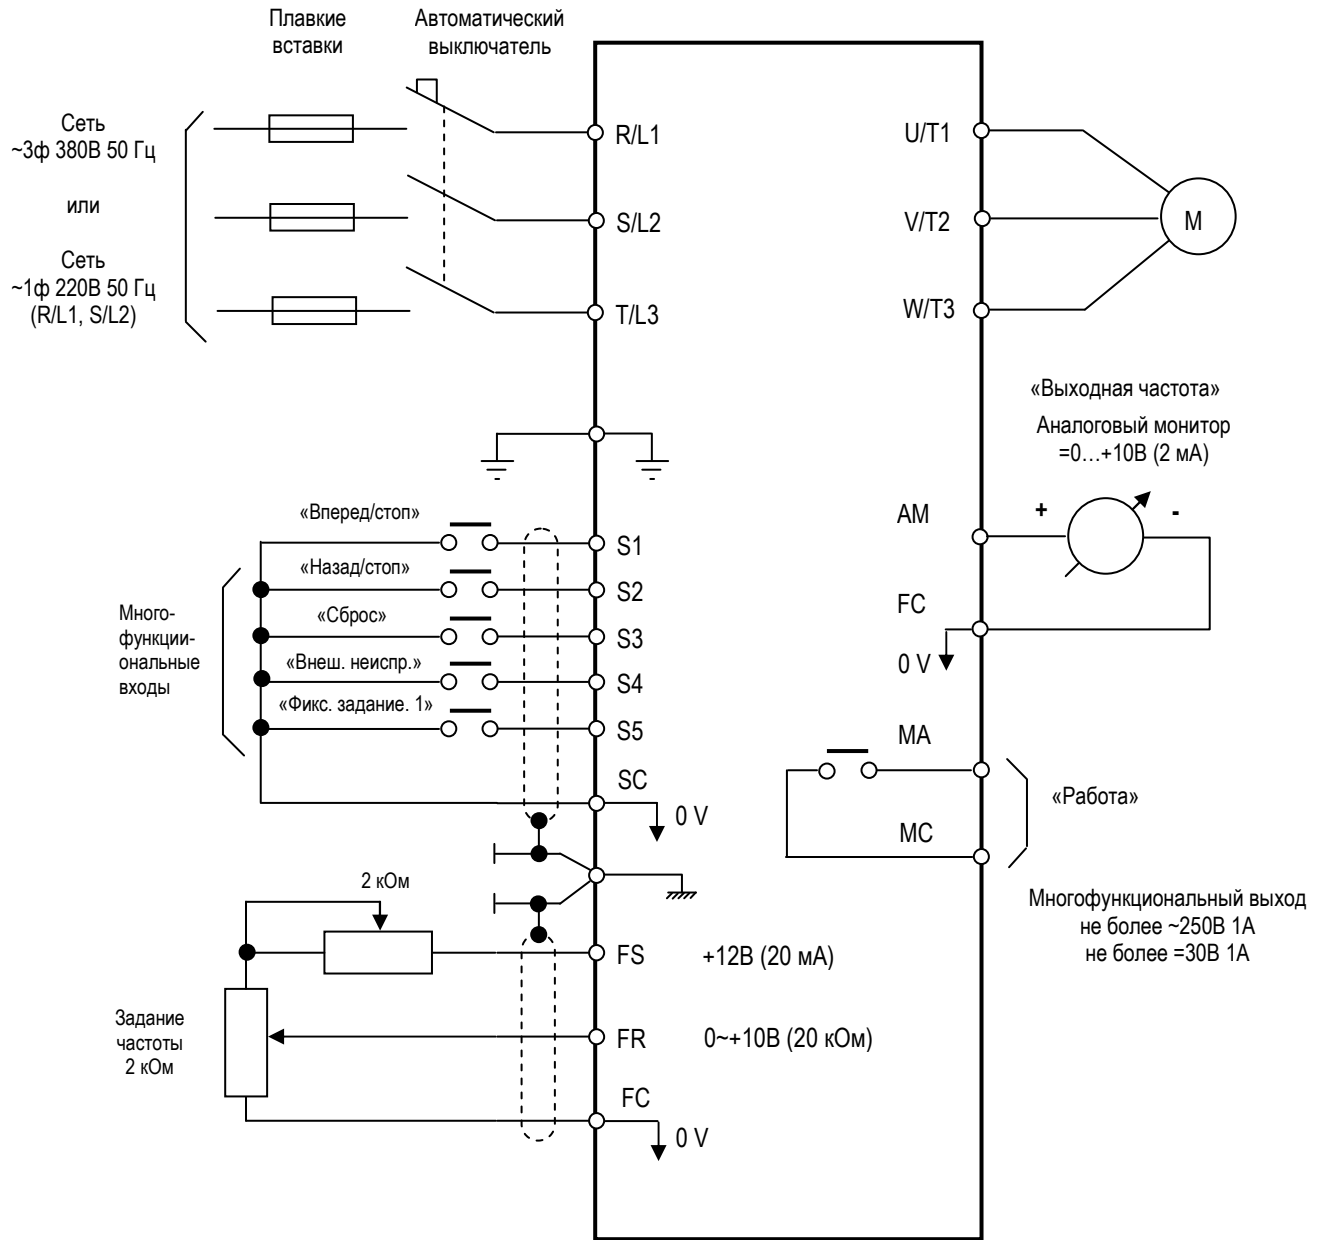 Плавкие
вставки
Автоматический
выключатель
Сеть
~3ф 380В 50 Гц
или
Сеть
~1ф 220В 50 Гц
(R/L1, S/L2)
R/L1
S/L2
T/L3
U/T1
V/T2
W/T3
M
«Выходная частота»
Аналоговый монитор
=0…+10В (2 мА)
AM
+
-
FC
0 V
«Вперед/стоп»
«Назад/стоп»
«Сброс»
«Внеш. неиспр.»
«Фикс. задание. 1»
Много-
функци-
ональные
входы
S1
S2
S3
S4
S5
SC
0 V
MA
MC
«Работа»
Многофункциональный выход
не более ~250В 1А
не более =30В 1А
2 кОм
FS
+12В (20 мА)
Задание
частоты
2 кОм
FR
0~+10В (20 кОм)
FC
0 V